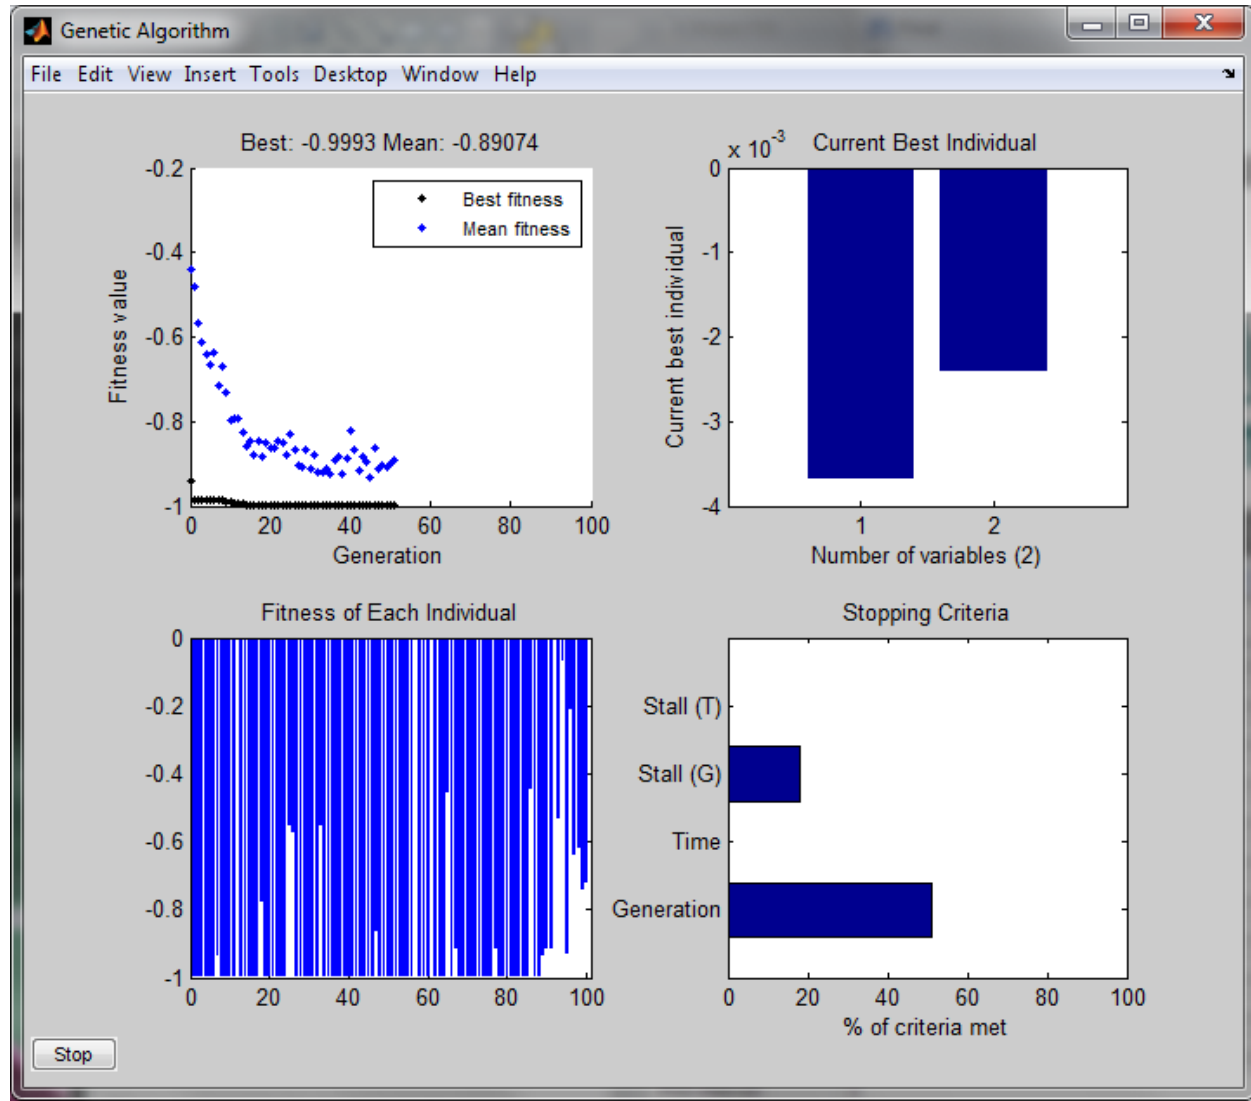 Genetic Algorithm
File Edit View Insert Tools Desktop Window Help
Best: -0.9993 Mean: -0.89074
-0.2
-0.4
-0.6
-0.8
-1
Fitness value
Best fitness
Mean fitness
0 20 40 60 80 100
Generation
x 10^-3
Current Best Individual
0
-1
-2
-3
-4
Current best individual
1 2
Number of variables (2)
Fitness of Each Individual
0
-0.2
-0.4
-0.6
-0.8
-1
0 20 40 60 80 100
Stopping Criteria
Stall (T)
Stall (G)
Time
Generation
0 20 40 60 80 100
% of criteria met
Stop